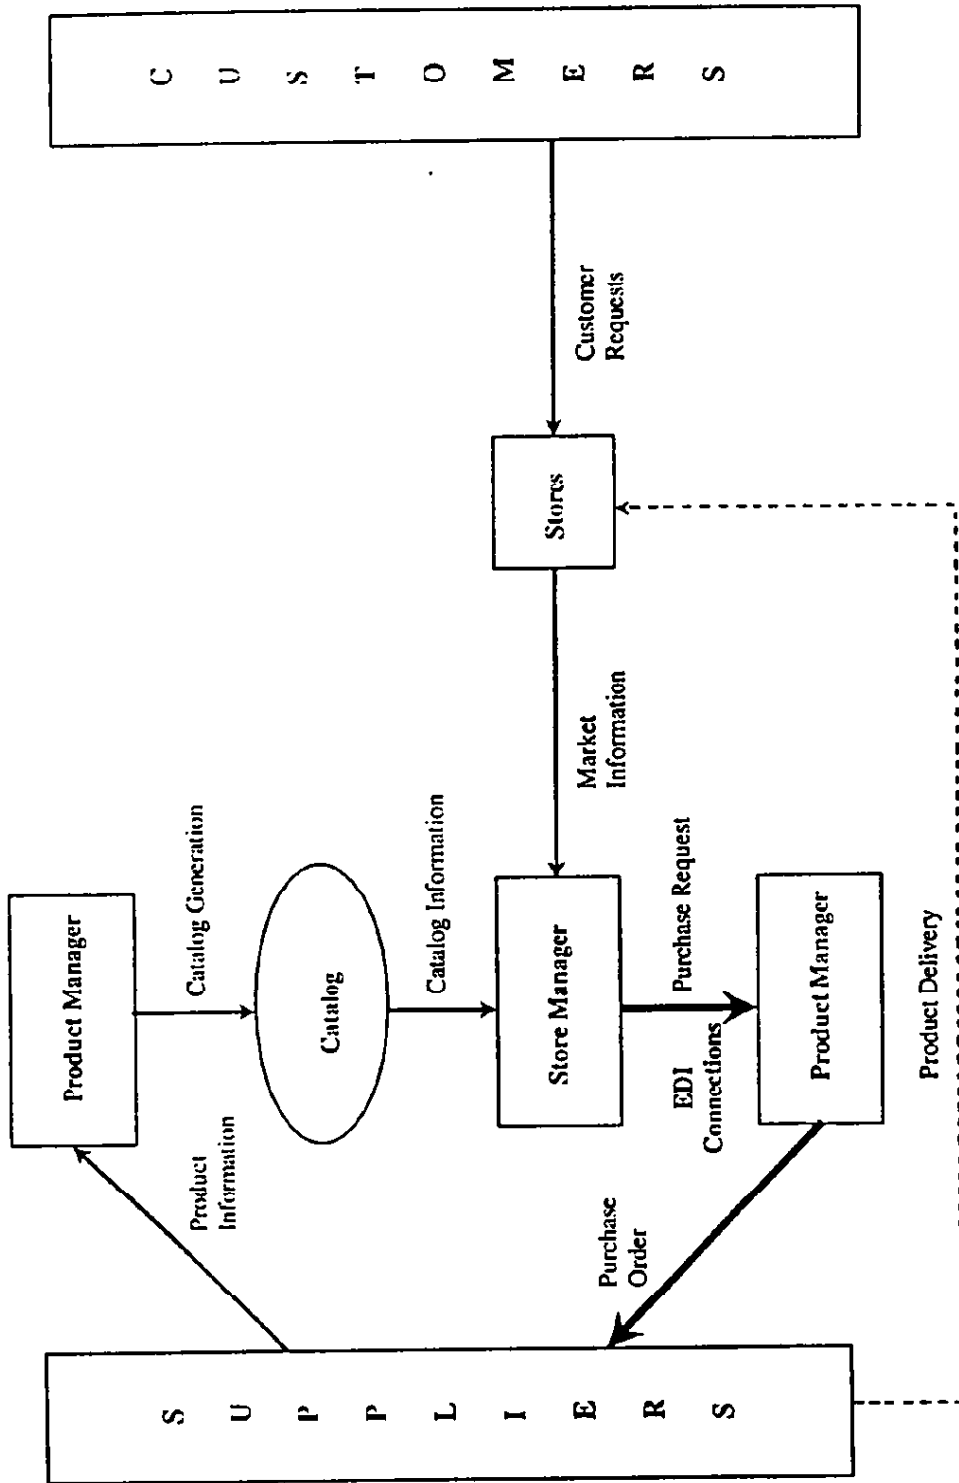 Product Manager
Catalog Generation
Product
Information
Catalog
Catalog Information
SUPPLIERS
Store Manager
Market
Information
Stores
Customer
Requests
CUSTOMERS
EDI
Connections
Purchase Request
Purchase
Order
Product Manager
Product Delivery